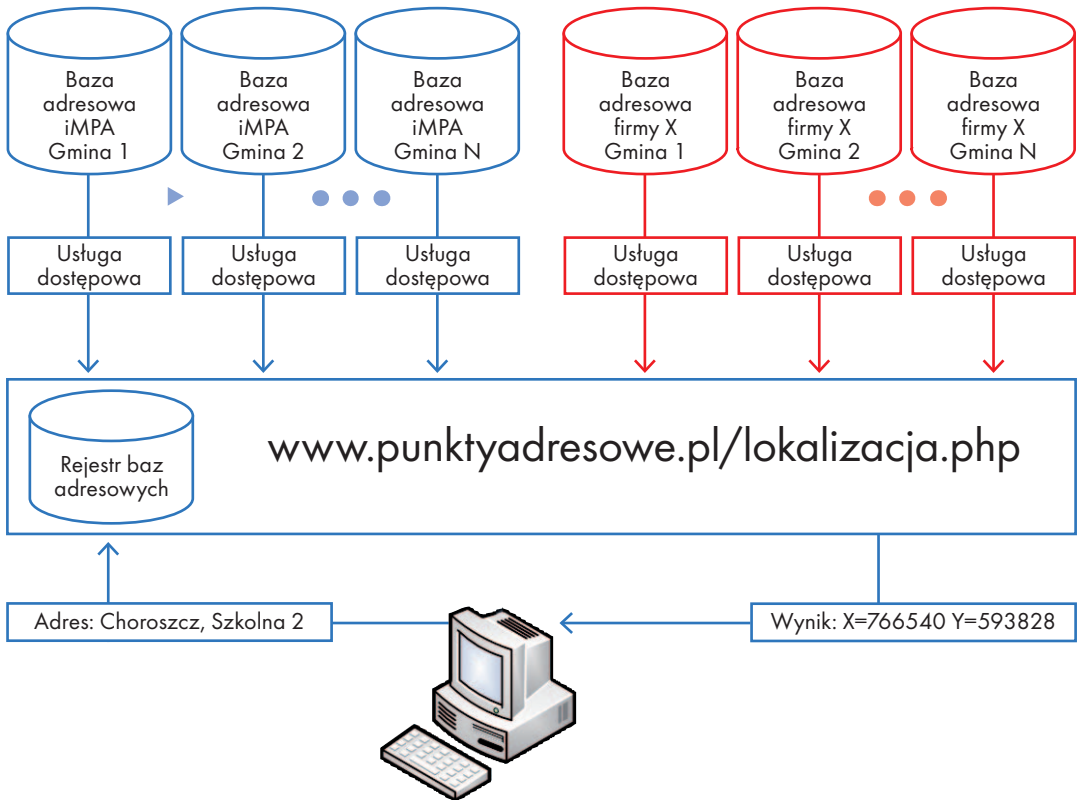 Baza
adresowa
iMPA
Gmina 1
Baza
adresowa
iMPA
Gmina 2
Baza
adresowa
iMPA
Gmina N
Baza
adresowa
firmy X
Gmina 1
Baza
adresowa
firmy X
Gmina 2
Baza
adresowa
firmy X
Gmina N
Usługa
dostępowa
Usługa
dostępowa
Usługa
dostępowa
Usługa
dostępowa
Usługa
dostępowa
Usługa
dostępowa
Rejestr baz
adresowych
www.punktyadresowe.pl/lokalizacja.php
Adres: Choroszcz, Szkolna 2
Wynik: X=766540 Y=593828